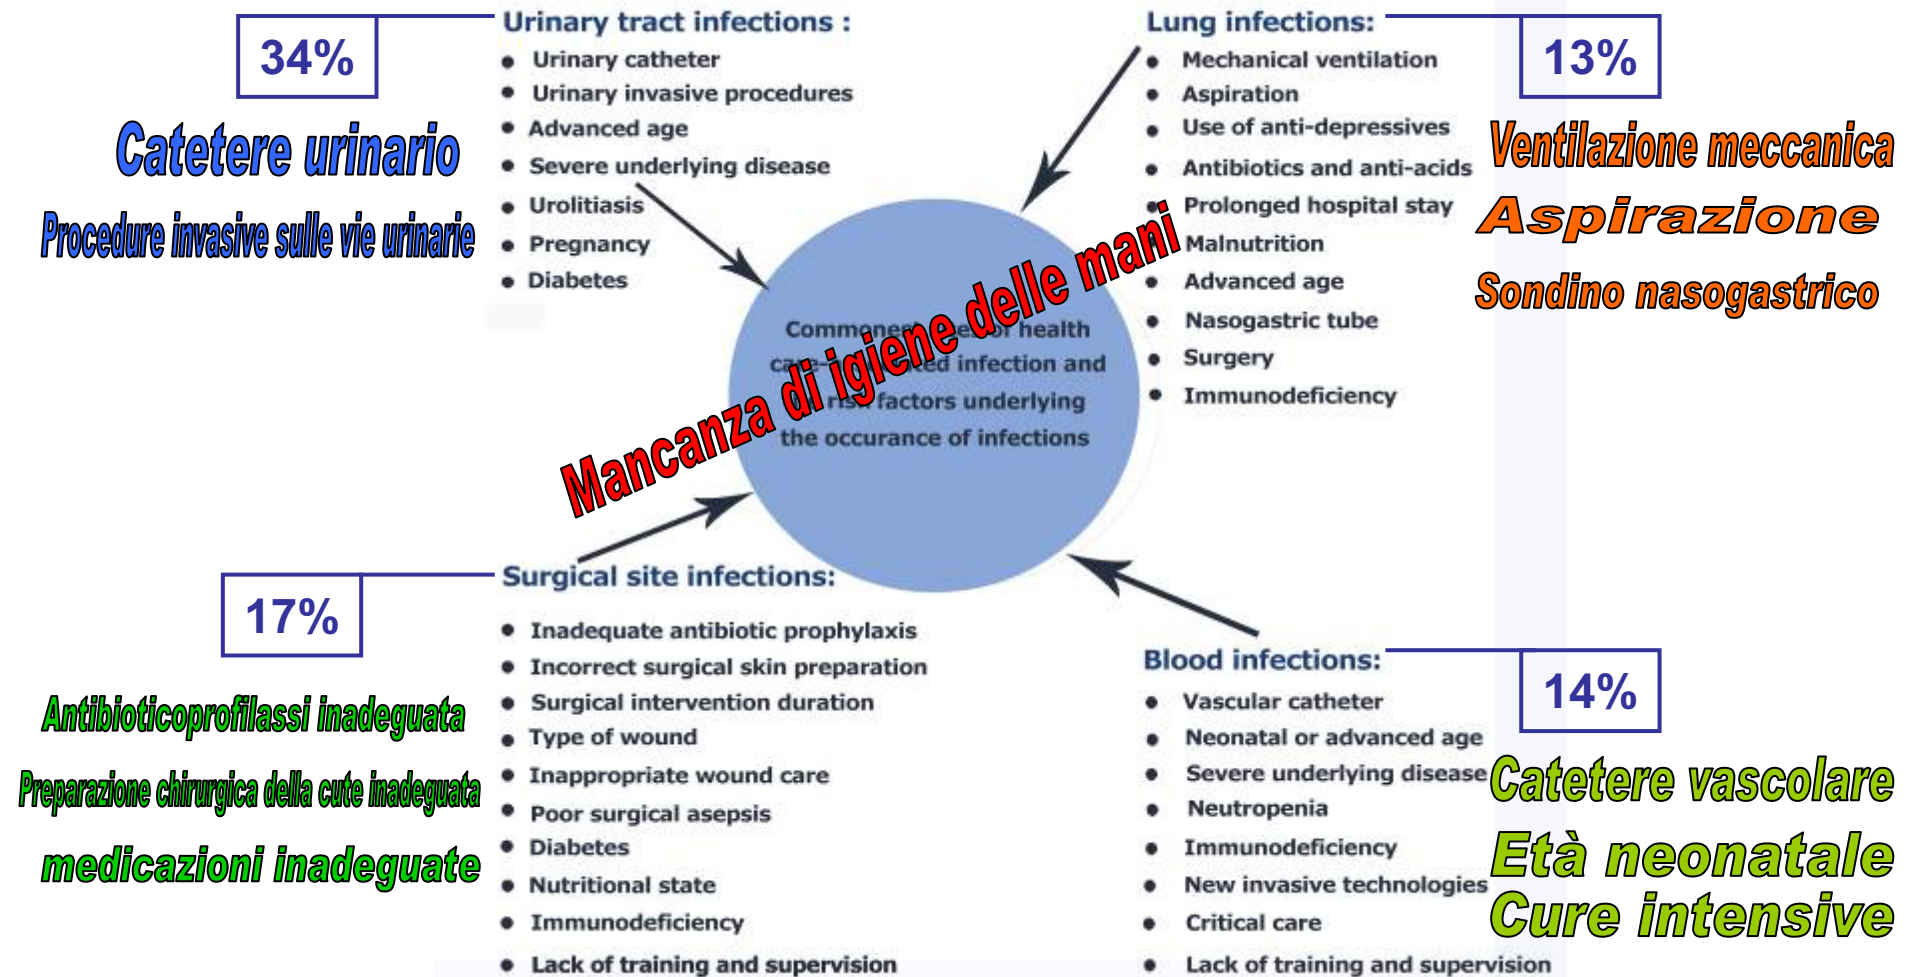 34%
Urinary tract infections :
Urinary catheter
Urinary invasive procedures
Advanced age
Severe underlying disease
Urolitiasis
Pregnancy
Diabetes
Catetere urinario
Procedure invasive sulle vie urinarie
Lung infections:
Mechanical ventilation
Aspiration
Use of anti-depressives
Antibiotics and anti-acids
Prolonged hospital stay
Malnutrition
Advanced age
Nasogastric tube
Surgery
Immunodeficiency
13%
Ventilazione meccanica
Aspirazione
Sondino nasogastrico
health
infection and
risk factors underlying
the occurance of infections
Mancanza di igiene delle mani
17%
Surgical site infections:
Inadequate antibiotic prophylaxis
Incorrect surgical skin preparation
Surgical intervention duration
Type of wound
Inappropriate wound care
Poor surgical asepsis
Diabetes
Nutritional state
Immunodeficiency
Lack of training and supervision
Antibioticoprofilassi inadeguata
Preparazione chirurgica della cute inadeguata
medicazioni inadeguate
Blood infections:
Vascular catheter
Neonatal or advanced age
Severe underlying disease
Neutropenia
Immunodeficiency
New invasive technologies
Critical care
Lack of training and supervision
14%
Catetere vascolare
Età neonatale
Cure intensive